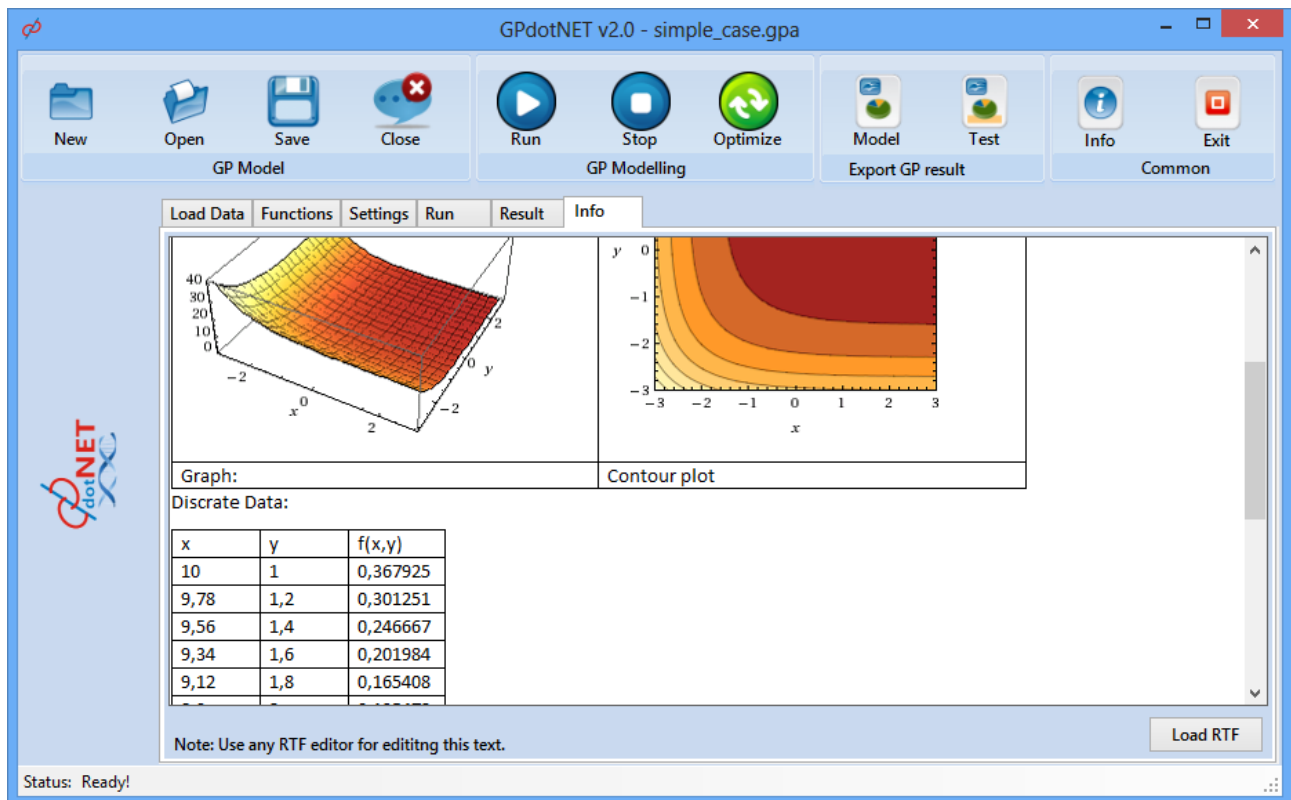 GPdotNET v2.0 - simple_case.gpa
New Open Save Close Run Stop Optimize Model Test Info Exit
GP Model GP Modelling Export GP result Common
Load Data Functions Settings Run Result Info
40
30
20
10
0
−2
0
x
2
2
0 y
−2
y 0
−1
−2
−3
−3 −2 −1 0 1 2 3
x
Graph: Contour plot
Discrate Data:
x y f(x,y)
10 1 0,367925
9,78 1,2 0,301251
9,56 1,4 0,246667
9,34 1,6 0,201984
9,12 1,8 0,165408
dotNET
Note: Use any RTF editor for edititng this text.
Load RTF
Status: Ready!